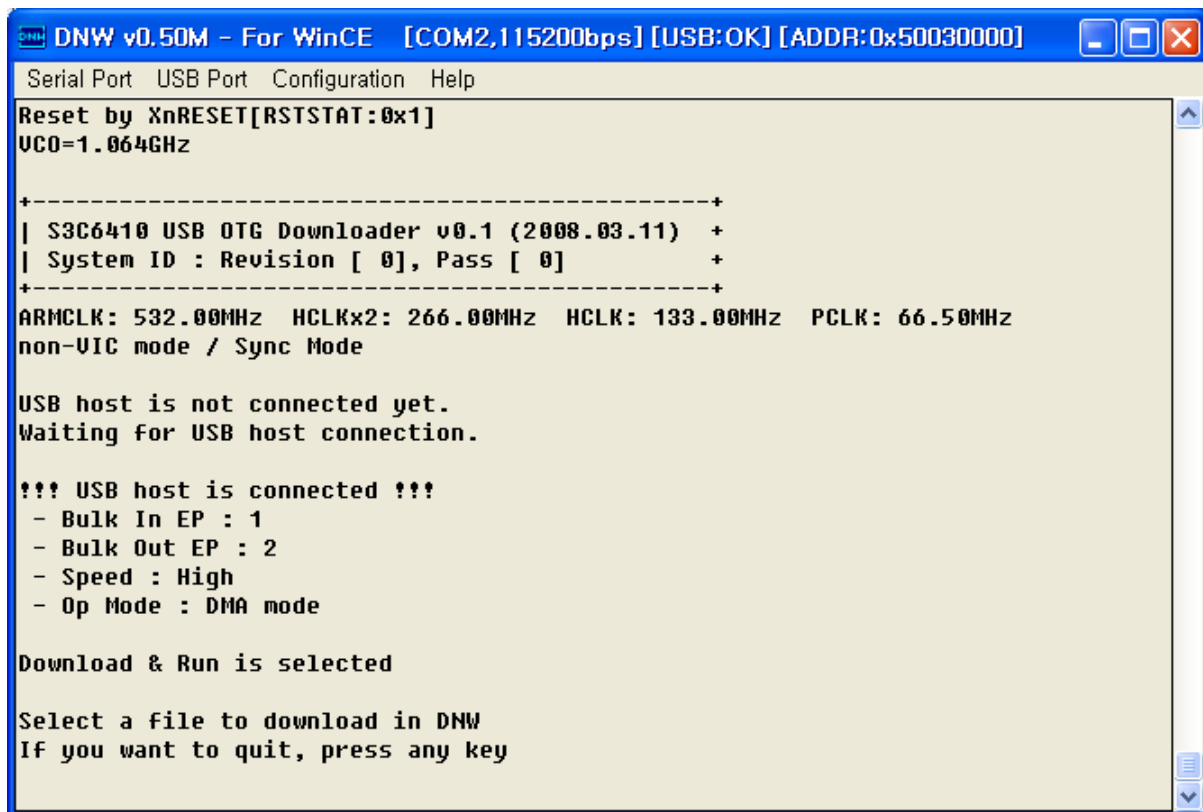 DNW v0.50M - For WinCE [COM2,115200bps] [USB:OK] [ADDR:0x50030000]
Serial Port USB Port Configuration Help
Reset by XnRESET[RSTSTAT:0x1]
VCO=1.064GHz
+-----------------------------------------------+
| S3C6410 USB OTG Downloader v0.1 (2008.03.11) +
| System ID : Revision [ 0], Pass [ 0] +
+-----------------------------------------------+
ARMCLK: 532.00MHz HCLKx2: 266.00MHz HCLK: 133.00MHz PCLK: 66.50MHz
non-VIC mode / Sync Mode
USB host is not connected yet.
Waiting for USB host connection.
!!! USB host is connected !!!
- Bulk In EP : 1
- Bulk Out EP : 2
- Speed : High
- Op Mode : DMA mode
Download & Run is selected
Select a file to download in DNW
If you want to quit, press any key